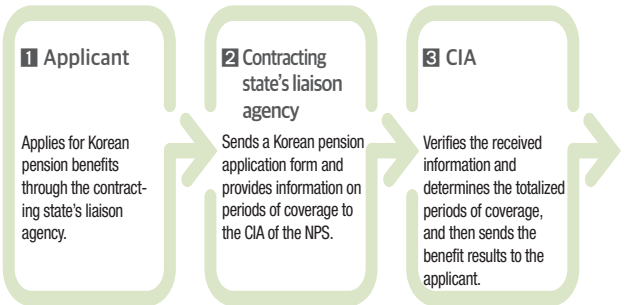 1 Applicant
Applies for Korean
pension benefits
through the contract-
ing state's liaison
agency.
2 Contracting
state's liaison
agency
Sends a Korean pension
application form and
provides information on
periods of coverage to
the CIA of the NPS.
3 CIA
Verifies the received
information and
determines the totalized
periods of coverage,
and then sends the
benefit results to the
applicant.